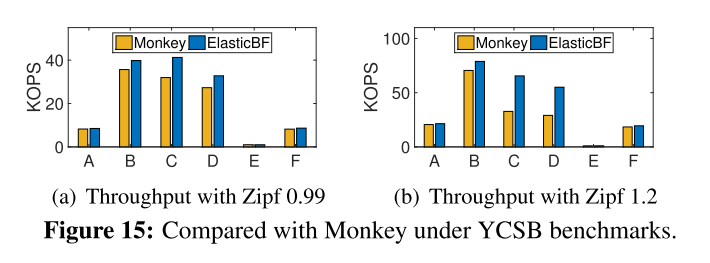 KOPS
40
20
0
Monkey ElasticBF
A B C D E F
(a) Throughput with Zipf 0.99
KOPS
100
50
0
Monkey ElasticBF
A B C D E F
(b) Throughput with Zipf 1.2
Figure 15: Compared with Monkey under YCSB benchmarks.